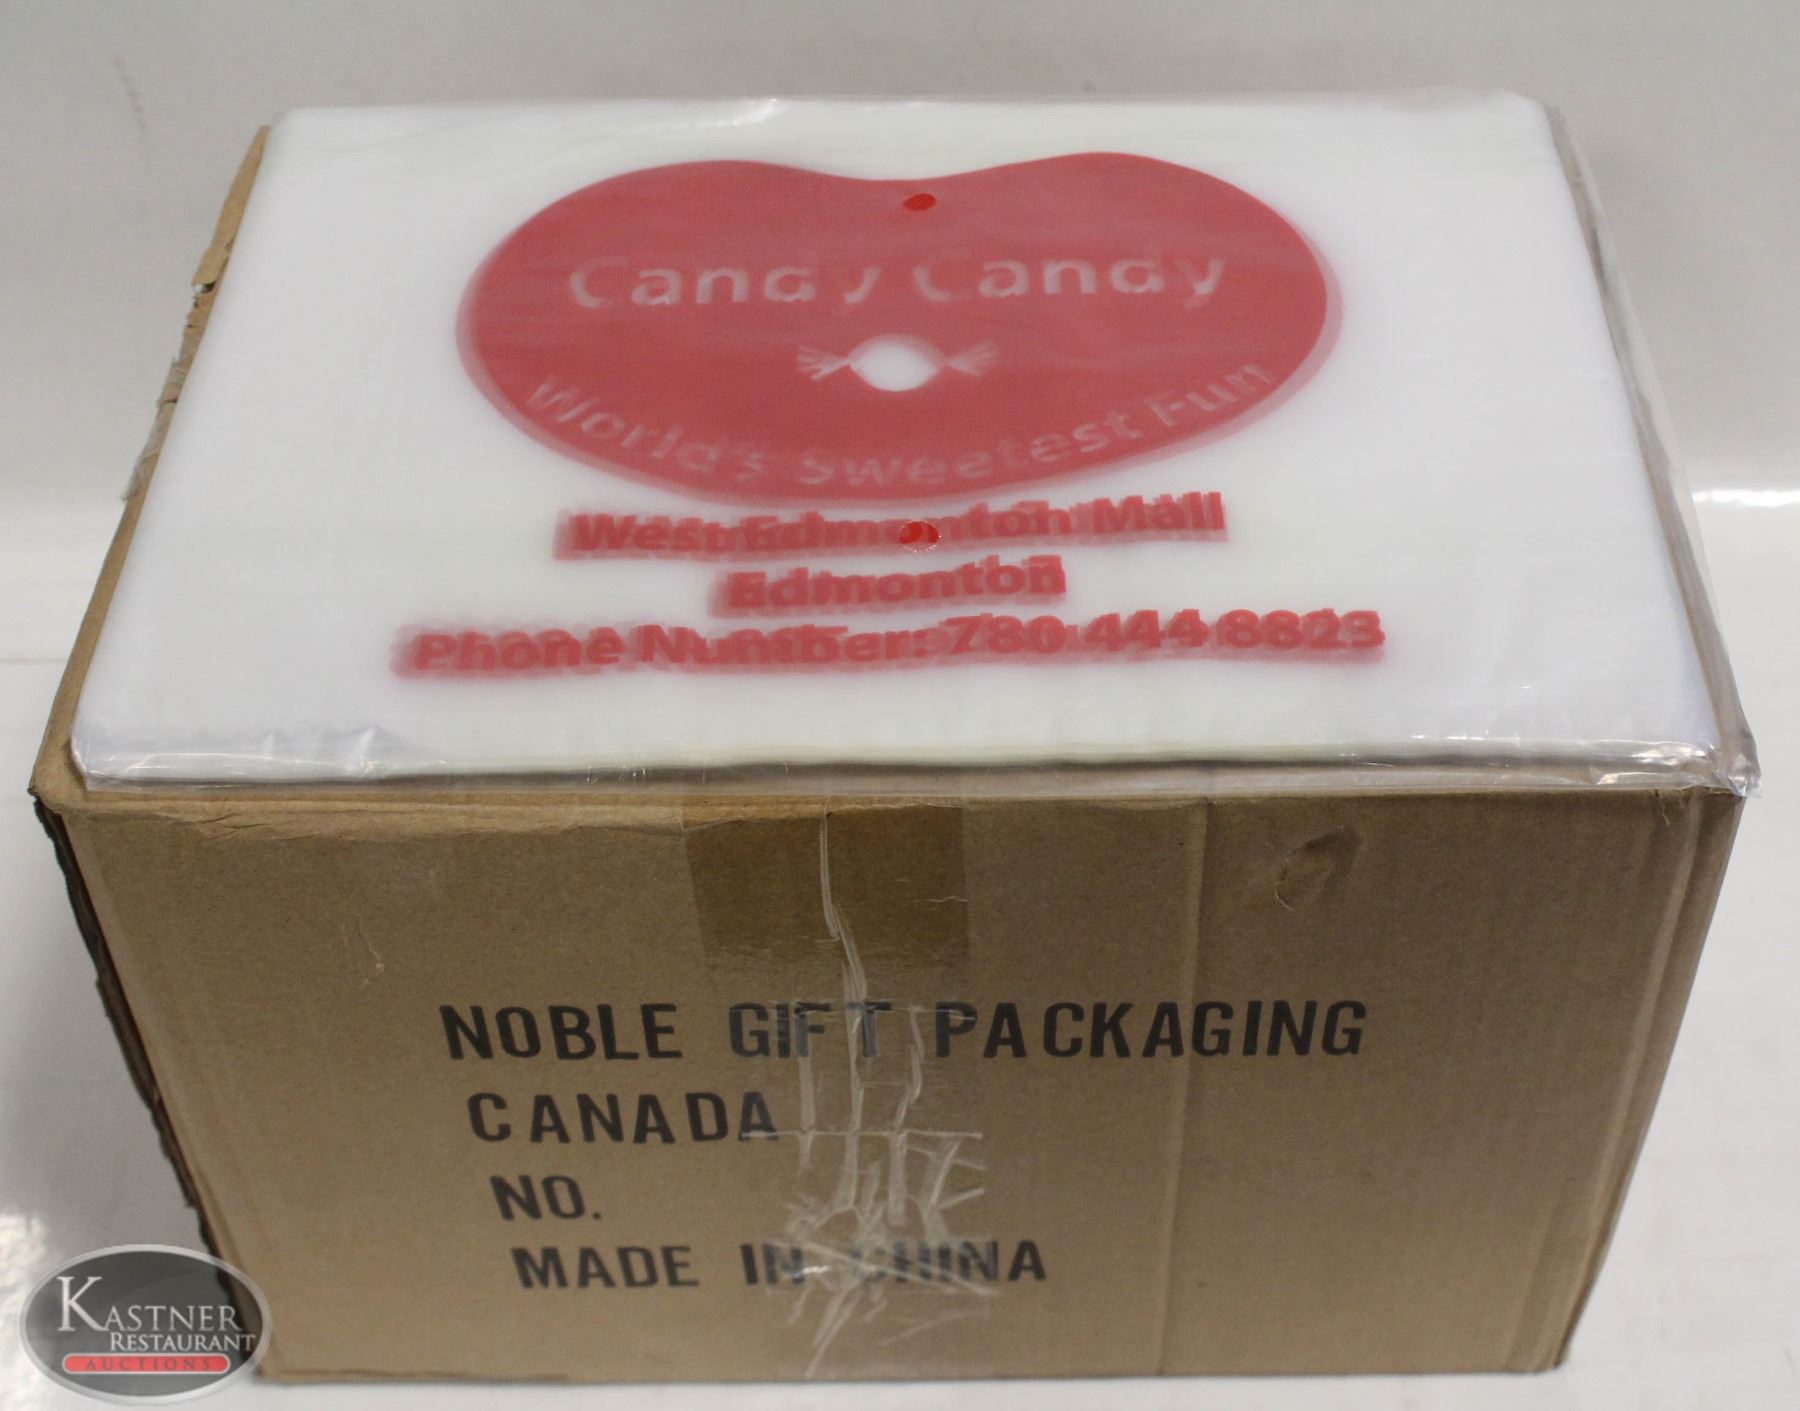 Candy Candy
World's Sweetest Fun
West Edmonton Mall
Edmonton
Phone Number: 780 444 8823
NOBLE GIFT PACKAGING
CANADA
NO.
MADE IN CHINA
KASTNER
RESTAURANT
AUCTIONS